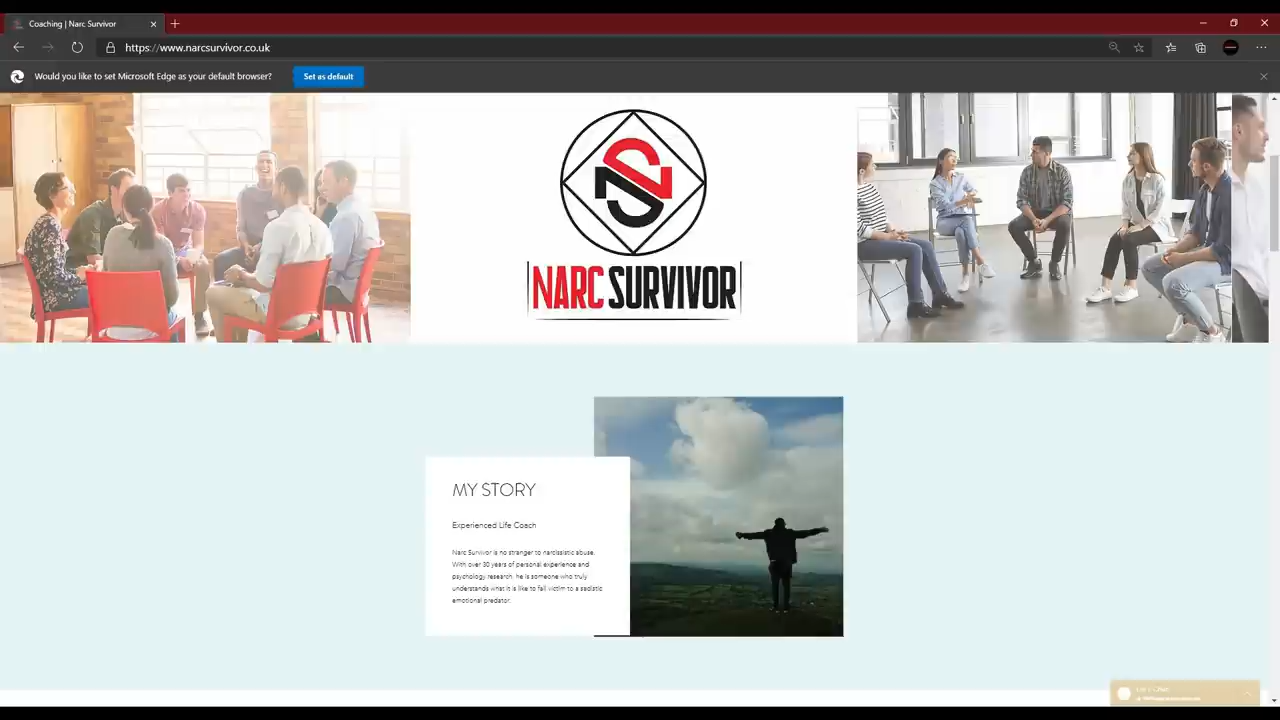 Coaching | Narc Survivor
https://www.narcsurvivor.co.uk
Would you like to set Microsoft Edge as your default browser?
Set as default
NARC SURVIVOR
MY STORY
Experienced Life Coach
Narc Survivor is no stranger to narcissistic abuse.
With over 30 years of personal experience and
psychology research, he is someone who truly
understands what it is like to fall victim to a sadistic
emotional predator.